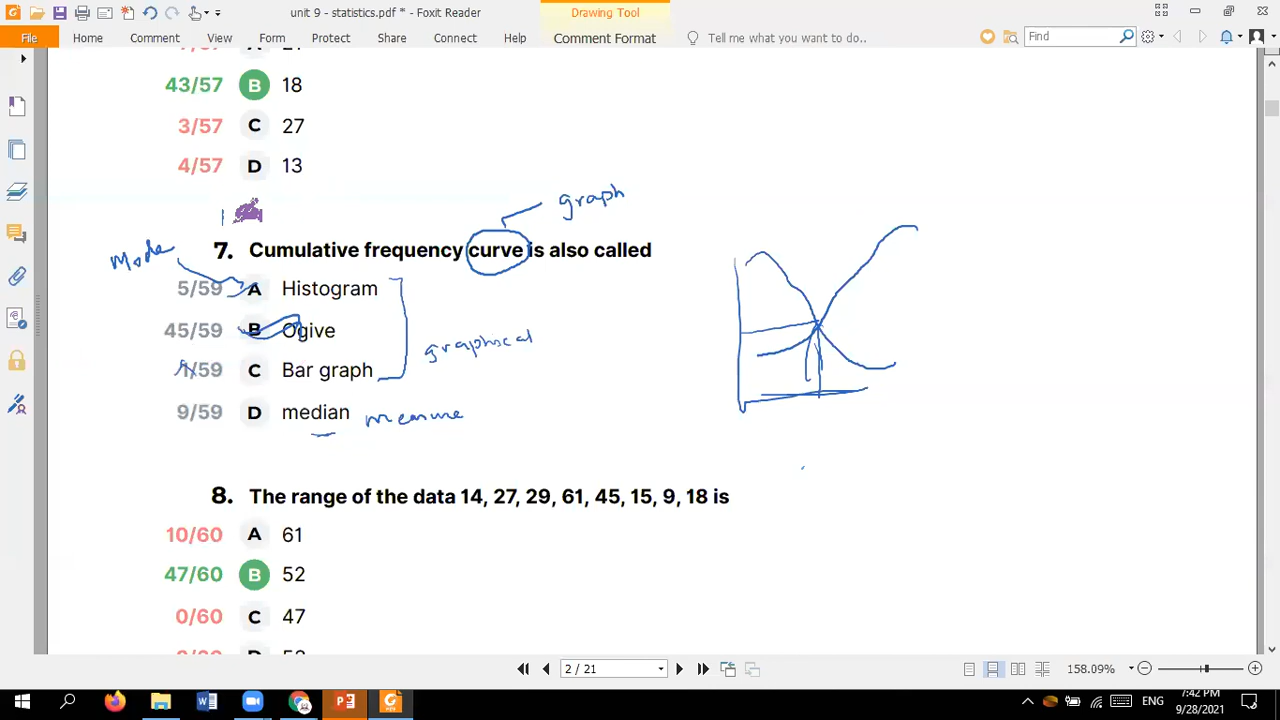 unit 9 - statistics.pdf * - Foxit Reader
Drawing Tool
File Home Comment View Form Protect Share Connect Help Comment Format Tell me what you want to do.. Find
43/57 B 18
3/57 C 27
4/57 D 13
graph
7. Cumulative frequency curve is also called
Mode
5/59 A Histogram
45/59 B Ogive
graphical
/59 C Bar graph
9/59 D median measure
8. The range of the data 14, 27, 29, 61, 45, 15, 9, 18 is
10/60 A 61
47/60 B 52
0/60 C 47
2 / 21
158.09%
ENG
7:42 PM
9/28/2021